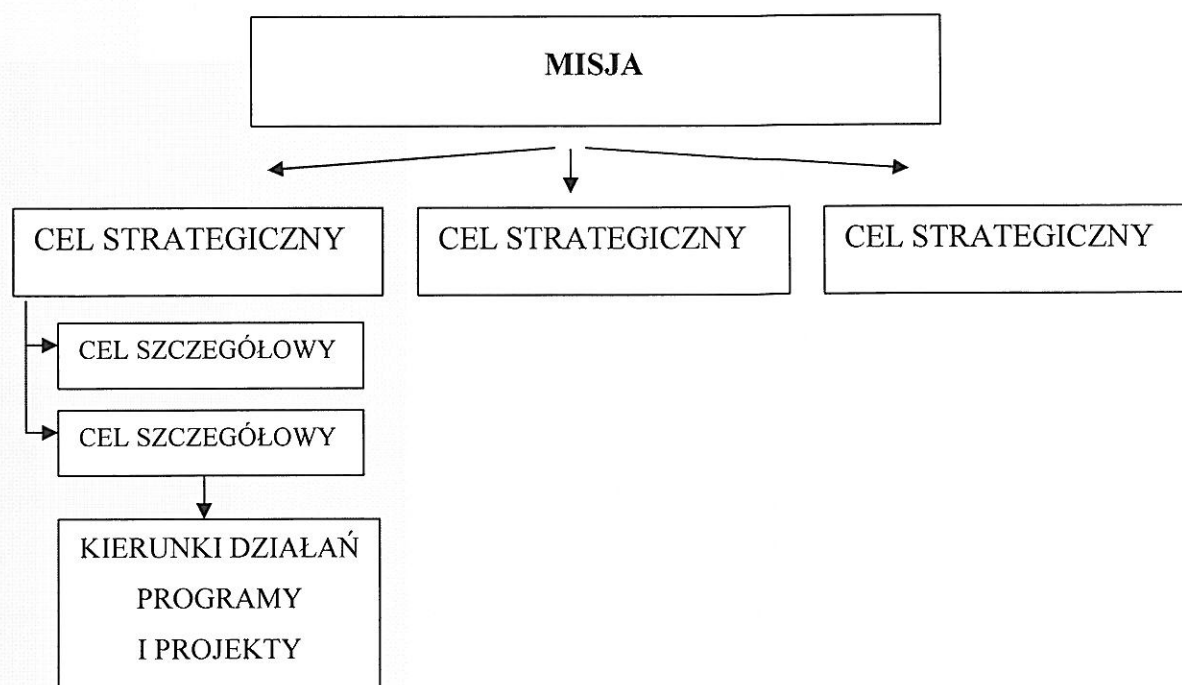 MISJA
CEL STRATEGICZNY
CEL STRATEGICZNY
CEL STRATEGICZNY
CEL SZCZEGÓŁOWY
CEL SZCZEGÓŁOWY
KIERUNKI DZIAŁAŃ
PROGRAMY
I PROJEKTY